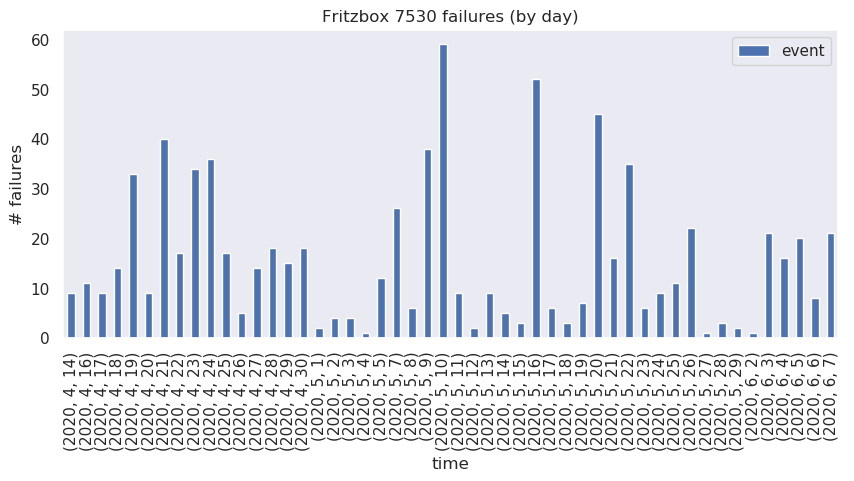 Fritzbox 7530 failures (by day)
event
# failures
60
50
40
30
20
10
0
(2020, 4, 14)
(2020, 4, 16)
(2020, 4, 17)
(2020, 4, 18)
(2020, 4, 19)
(2020, 4, 20)
(2020, 4, 21)
(2020, 4, 22)
(2020, 4, 23)
(2020, 4, 24)
(2020, 4, 25)
(2020, 4, 26)
(2020, 4, 27)
(2020, 4, 28)
(2020, 4, 29)
(2020, 4, 30)
(2020, 5, 1)
(2020, 5, 2)
(2020, 5, 3)
(2020, 5, 4)
(2020, 5, 5)
(2020, 5, 7)
(2020, 5, 8)
(2020, 5, 9)
(2020, 5, 10)
(2020, 5, 11)
(2020, 5, 12)
(2020, 5, 13)
(2020, 5, 14)
(2020, 5, 15)
(2020, 5, 16)
(2020, 5, 17)
(2020, 5, 18)
(2020, 5, 19)
(2020, 5, 20)
(2020, 5, 21)
(2020, 5, 22)
(2020, 5, 23)
(2020, 5, 24)
(2020, 5, 25)
(2020, 5, 26)
(2020, 5, 27)
(2020, 5, 28)
(2020, 5, 29)
(2020, 6, 2)
(2020, 6, 3)
(2020, 6, 4)
(2020, 6, 5)
(2020, 6, 6)
(2020, 6, 7)
time